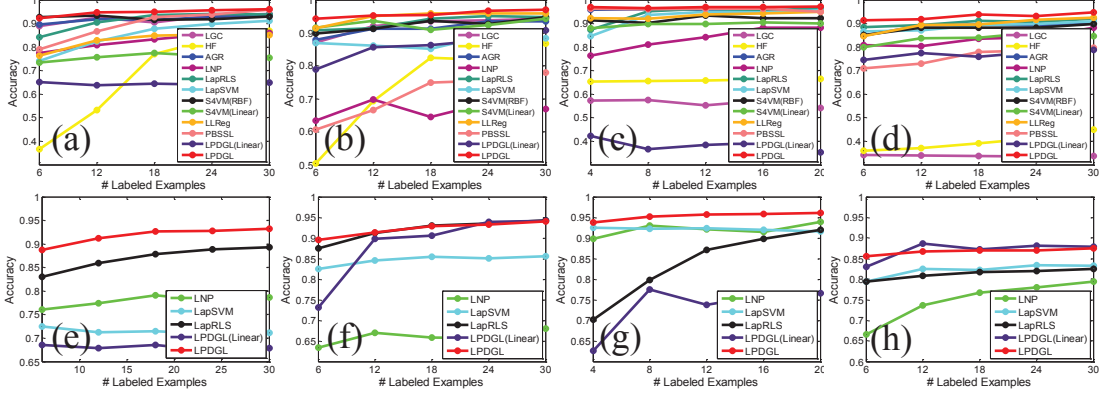 Accuracy
1
0.9
0.8
0.7
0.6
0.5
0.4
(a)
LGC
HF
AGR
LNP
LapRLS
LapSVM
S4VM(RBF)
S4VM(Linear)
LLReg
PBSSL
LPDGL(Linear)
LPDGL
6 12 18 24 30
# Labeled Examples
Accuracy
1
0.9
0.8
0.7
0.6
0.5
(b)
LGC
HF
AGR
LNP
LapRLS
LapSVM
S4VM(RBF)
S4VM(Linear)
LLReg
PBSSL
LPDGL(Linear)
LPDGL
6 12 18 24 30
# Labeled Examples
Accuracy
1
0.9
0.8
0.7
0.6
0.5
0.4
(c)
LGC
HF
AGR
LNP
LapRLS
LapSVM
S4VM(RBF)
S4VM(Linear)
LLReg
PBSSL
LPDGL(Linear)
LPDGL
4 8 12 16 20
# Labeled Examples
Accuracy
1
0.9
0.8
0.7
0.6
0.5
0.4
(d)
LGC
HF
AGR
LNP
LapRLS
LapSVM
S4VM(RBF)
S4VM(Linear)
LLReg
PBSSL
LPDGL(Linear)
LPDGL
6 12 18 24 30
# Labeled Examples
Accuracy
1
0.95
0.9
0.85
0.8
0.75
0.7
0.65
(e)
LNP
LapSVM
LapRLS
LPDGL(Linear)
LPDGL
10 15 20 25 30
# Labeled Examples
Accuracy
1
0.95
0.9
0.85
0.8
0.75
0.7
0.65
0.6
(f)
LNP
LapSVM
LapRLS
LPDGL(Linear)
LPDGL
6 12 18 24 30
# Labeled Examples
Accuracy
1
0.95
0.9
0.85
0.8
0.75
0.7
0.65
0.6
(g)
LNP
LapSVM
LapRLS
LPDGL(Linear)
LPDGL
4 8 12 16 20
# Labeled Examples
Accuracy
1
0.95
0.9
0.85
0.8
0.75
0.7
0.65
0.6
(h)
LNP
LapSVM
LapRLS
LPDGL(Linear)
LPDGL
6 12 18 24 30
# Labeled Examples